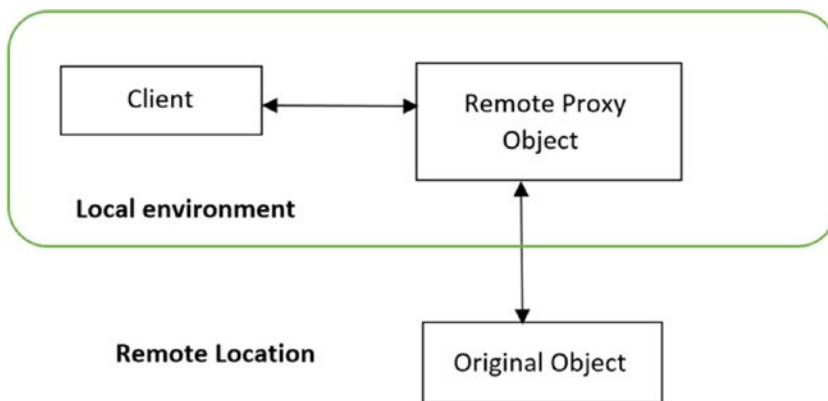 Client
Remote Proxy
Object
Local environment
Remote Location
Original Object